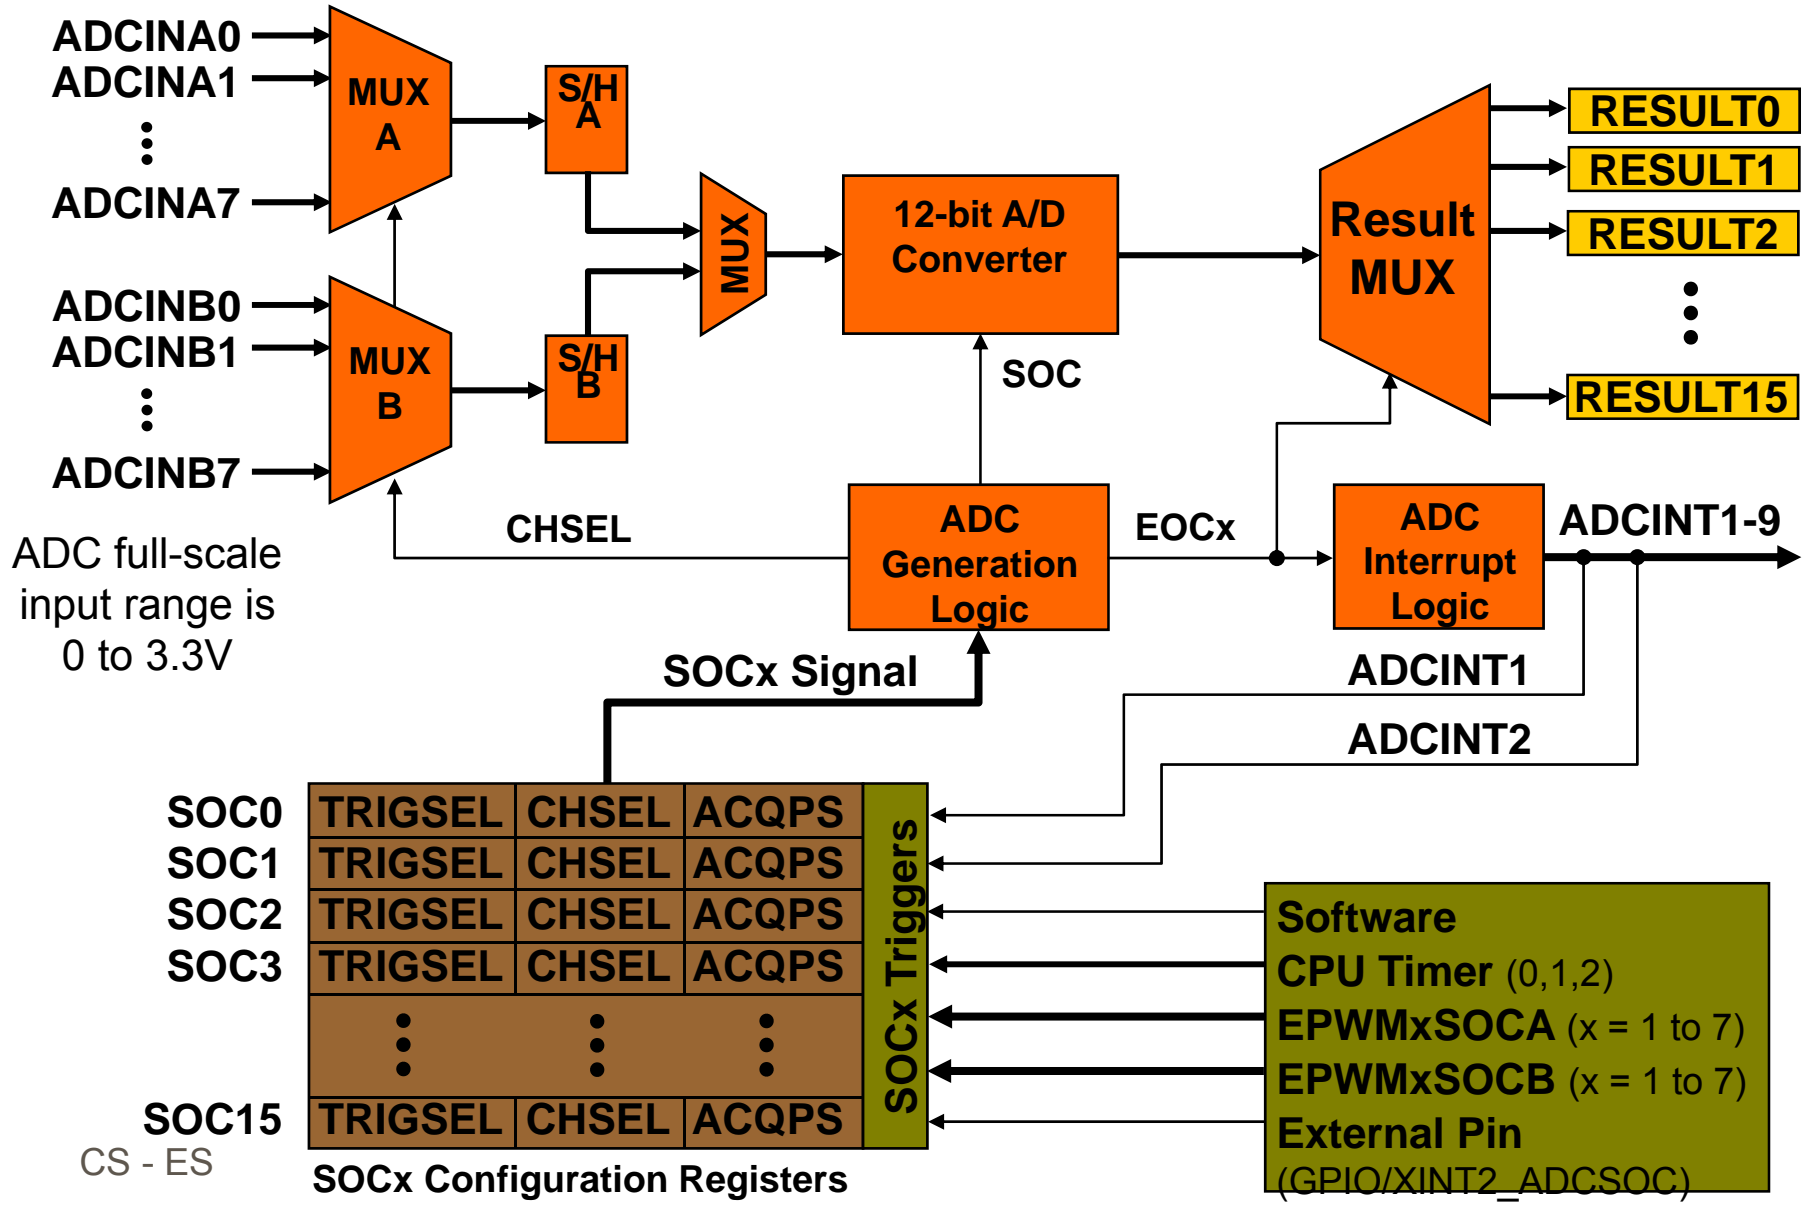 ADCINA0
ADCINA1
ADCINA7
ADCINB0
ADCINB1
ADCINB7
MUX
A
MUX
B
S/H
A
S/H
B
MUX
12-bit A/D
Converter
Result
MUX
RESULT0
RESULT1
RESULT2
RESULT15
SOC
CHSEL
ADC
Generation
Logic
EOCx
ADC
Interrupt
Logic
ADCINT1-9
ADC full-scale
input range is
0 to 3.3V
SOCx Signal
ADCINT1
ADCINT2
SOC0 TRIGSEL CHSEL ACQPS
SOC1 TRIGSEL CHSEL ACQPS
SOC2 TRIGSEL CHSEL ACQPS
SOC3 TRIGSEL CHSEL ACQPS
SOC15 TRIGSEL CHSEL ACQPS
SOCx Triggers
Software
CPU Timer (0,1,2)
EPWMxSOCA (x = 1 to 7)
EPWMxSOCB (x = 1 to 7)
External Pin
(GPIO/XINT2_ADCSOC)
CS - ES
SOCx Configuration Registers